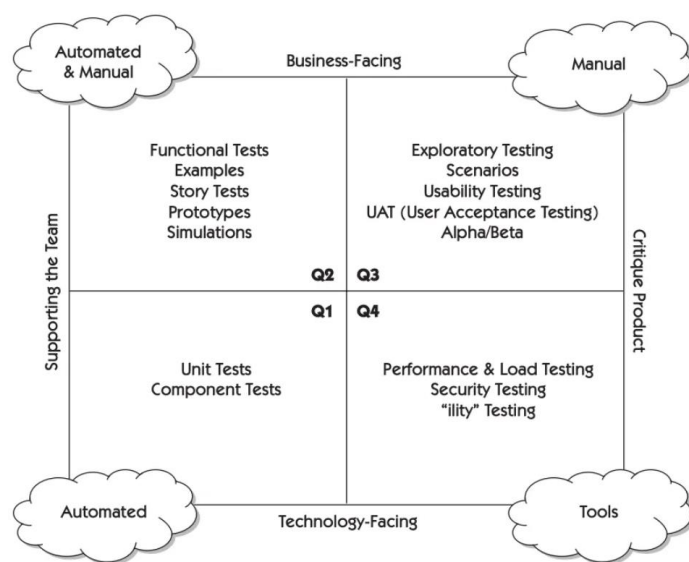 Automated
& Manual
Business-Facing
Manual
Functional Tests
Examples
Story Tests
Prototypes
Simulations
Exploratory Testing
Scenarios
Usability Testing
UAT (User Acceptance Testing)
Alpha/Beta
Supporting the Team
Critique Product
Q2
Q3
Q1
Q4
Unit Tests
Component Tests
Performance & Load Testing
Security Testing
“ility” Testing
Automated
Technology-Facing
Tools